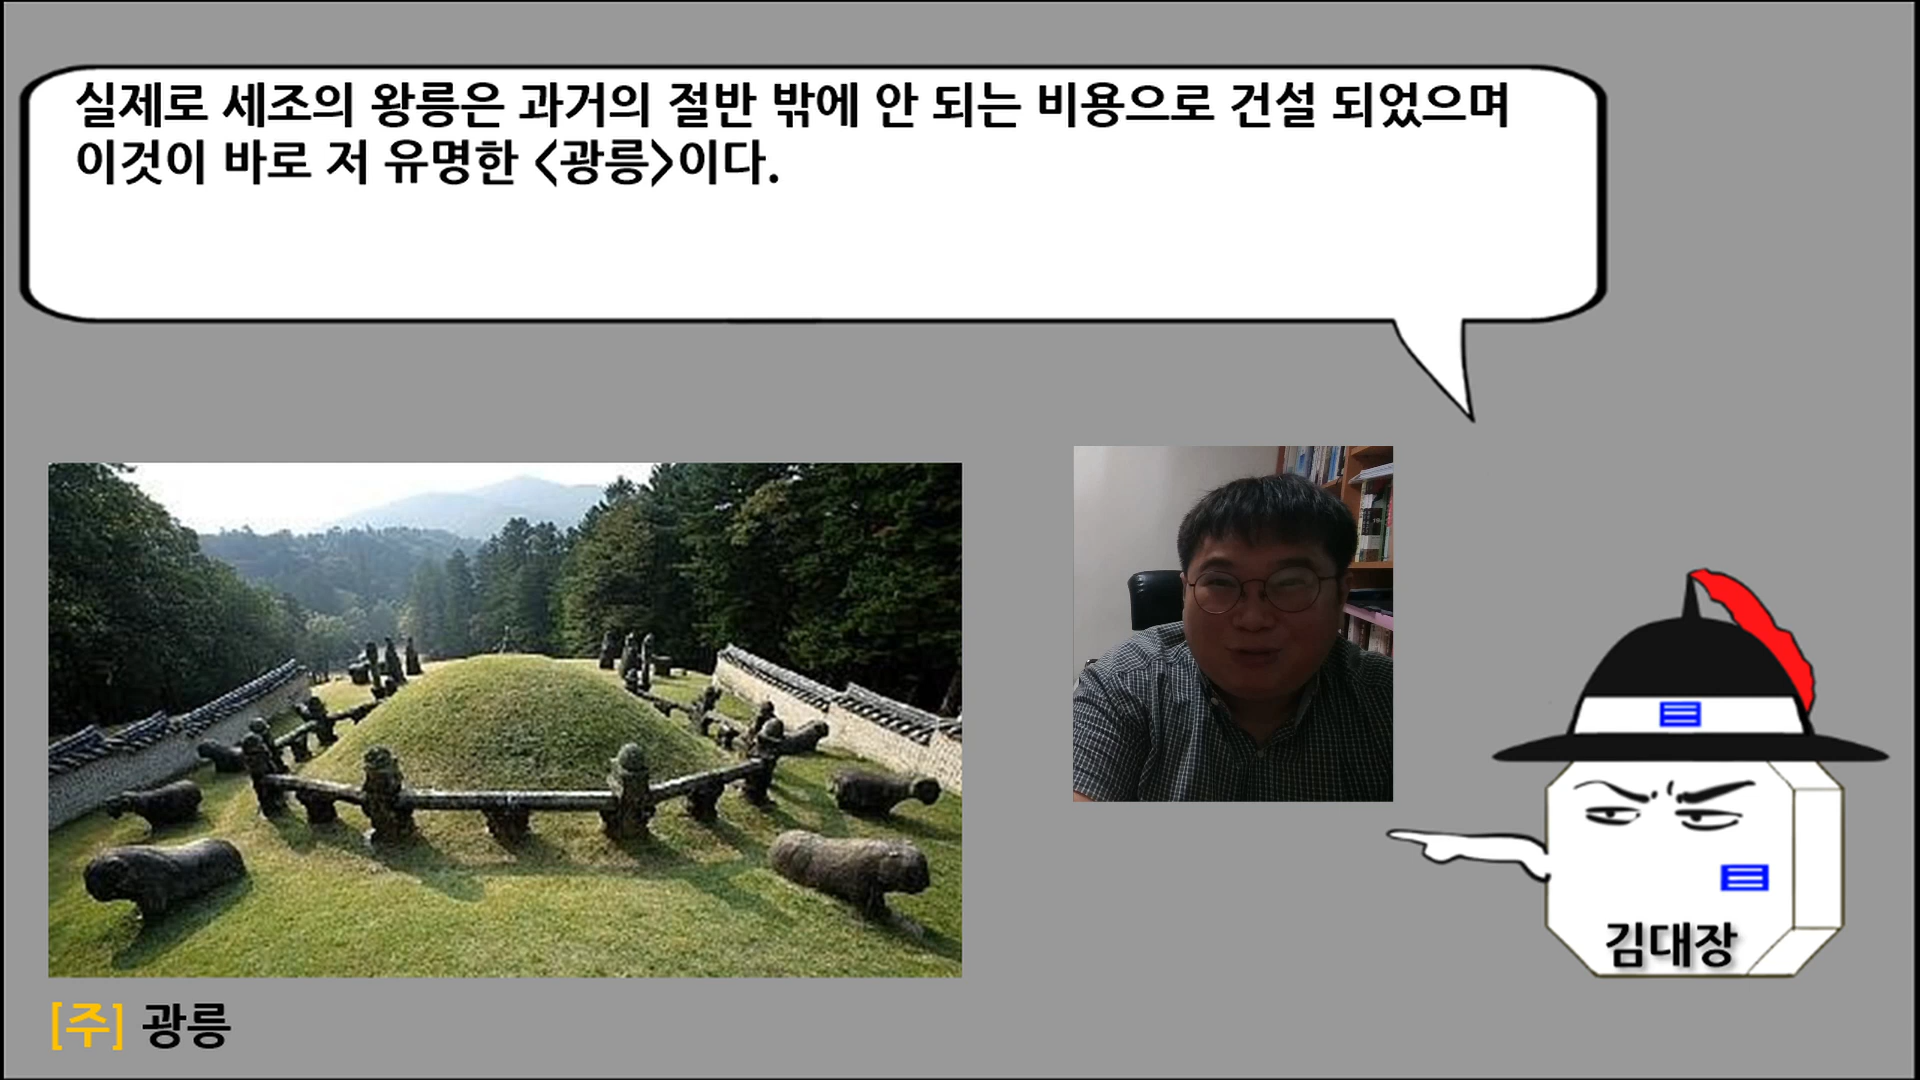 실제로 세조의 왕릉은 과거의 절반 밖에 안 되는 비용으로 건설 되었으며
이것이 바로 저 유명한 <광릉>이다.
김대장
[주] 광릉